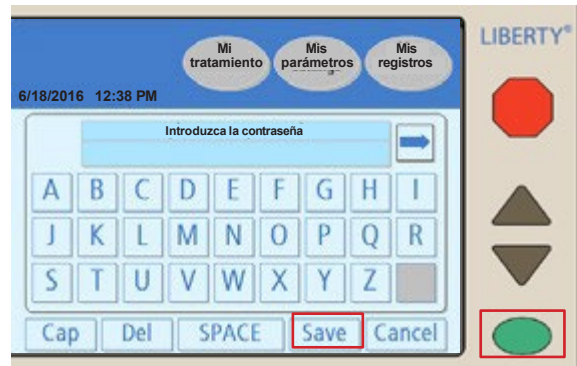 LIBERTY®
Mi tratamiento
Mis parámetros
Mis registros
6/18/2016 12:38 PM
Introduzca la contraseña
A B C D E F G H I
J K L M N O P Q R
S T U V W X Y Z
Cap Del SPACE Save Cancel